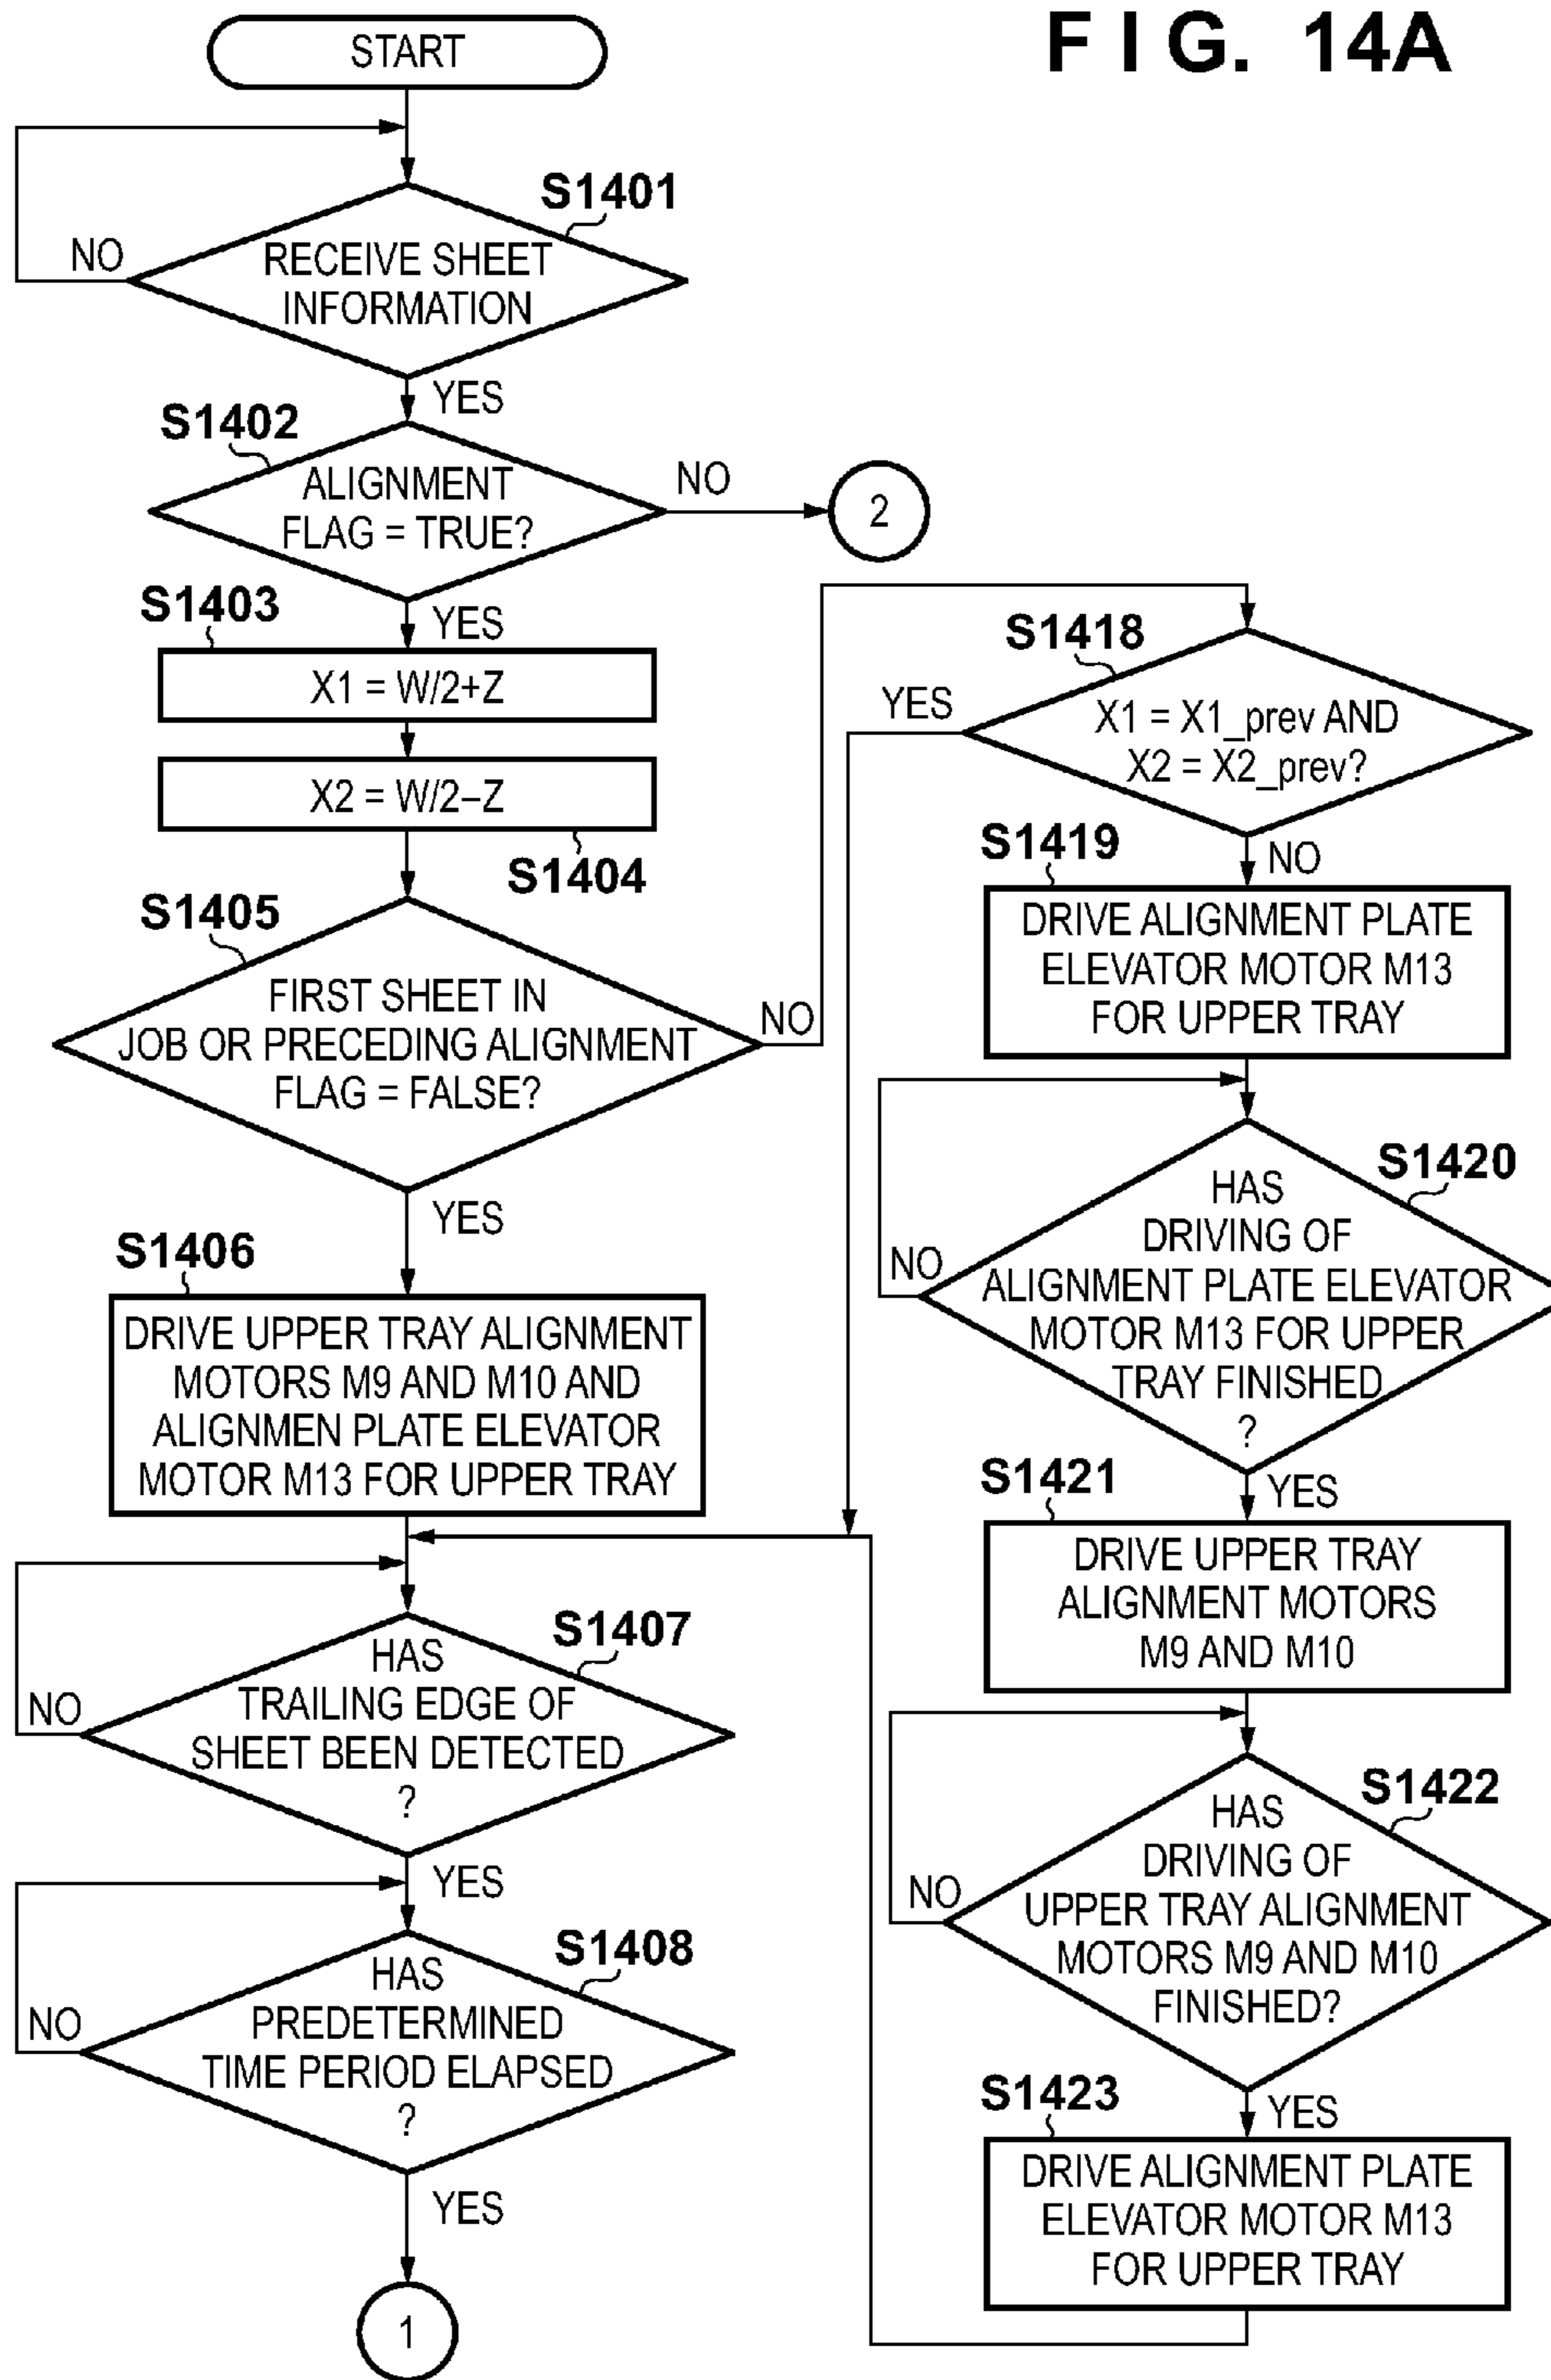 FIG. 14A
START
S1401
NO
RECEIVE SHEET
INFORMATION
YES
S1402
ALIGNMENT
FLAG = TRUE?
NO
2
YES
S1403
X1 = W/2+Z
X2 = W/2–Z
S1404
S1405
FIRST SHEET IN
JOB OR PRECEDING ALIGNMENT
FLAG = FALSE?
NO
YES
S1406
DRIVE UPPER TRAY ALIGNMENT
MOTORS M9 AND M10 AND
ALIGNMEN PLATE ELEVATOR
MOTOR M13 FOR UPPER TRAY
S1407
HAS
TRAILING EDGE OF
SHEET BEEN DETECTED
?
NO
YES
S1408
HAS
PREDETERMINED
TIME PERIOD ELAPSED
?
NO
YES
1
S1418
YES
X1 = X1_prev AND
X2 = X2_prev?
NO
S1419
DRIVE ALIGNMENT PLATE
ELEVATOR MOTOR M13
FOR UPPER TRAY
S1420
HAS
DRIVING OF
ALIGNMENT PLATE ELEVATOR
MOTOR M13 FOR UPPER
TRAY FINISHED
?
NO
YES
S1421
DRIVE UPPER TRAY
ALIGNMENT MOTORS
M9 AND M10
S1422
HAS
DRIVING OF
UPPER TRAY ALIGNMENT
MOTORS M9 AND M10
FINISHED?
NO
YES
S1423
DRIVE ALIGNMENT PLATE
ELEVATOR MOTOR M13
FOR UPPER TRAY